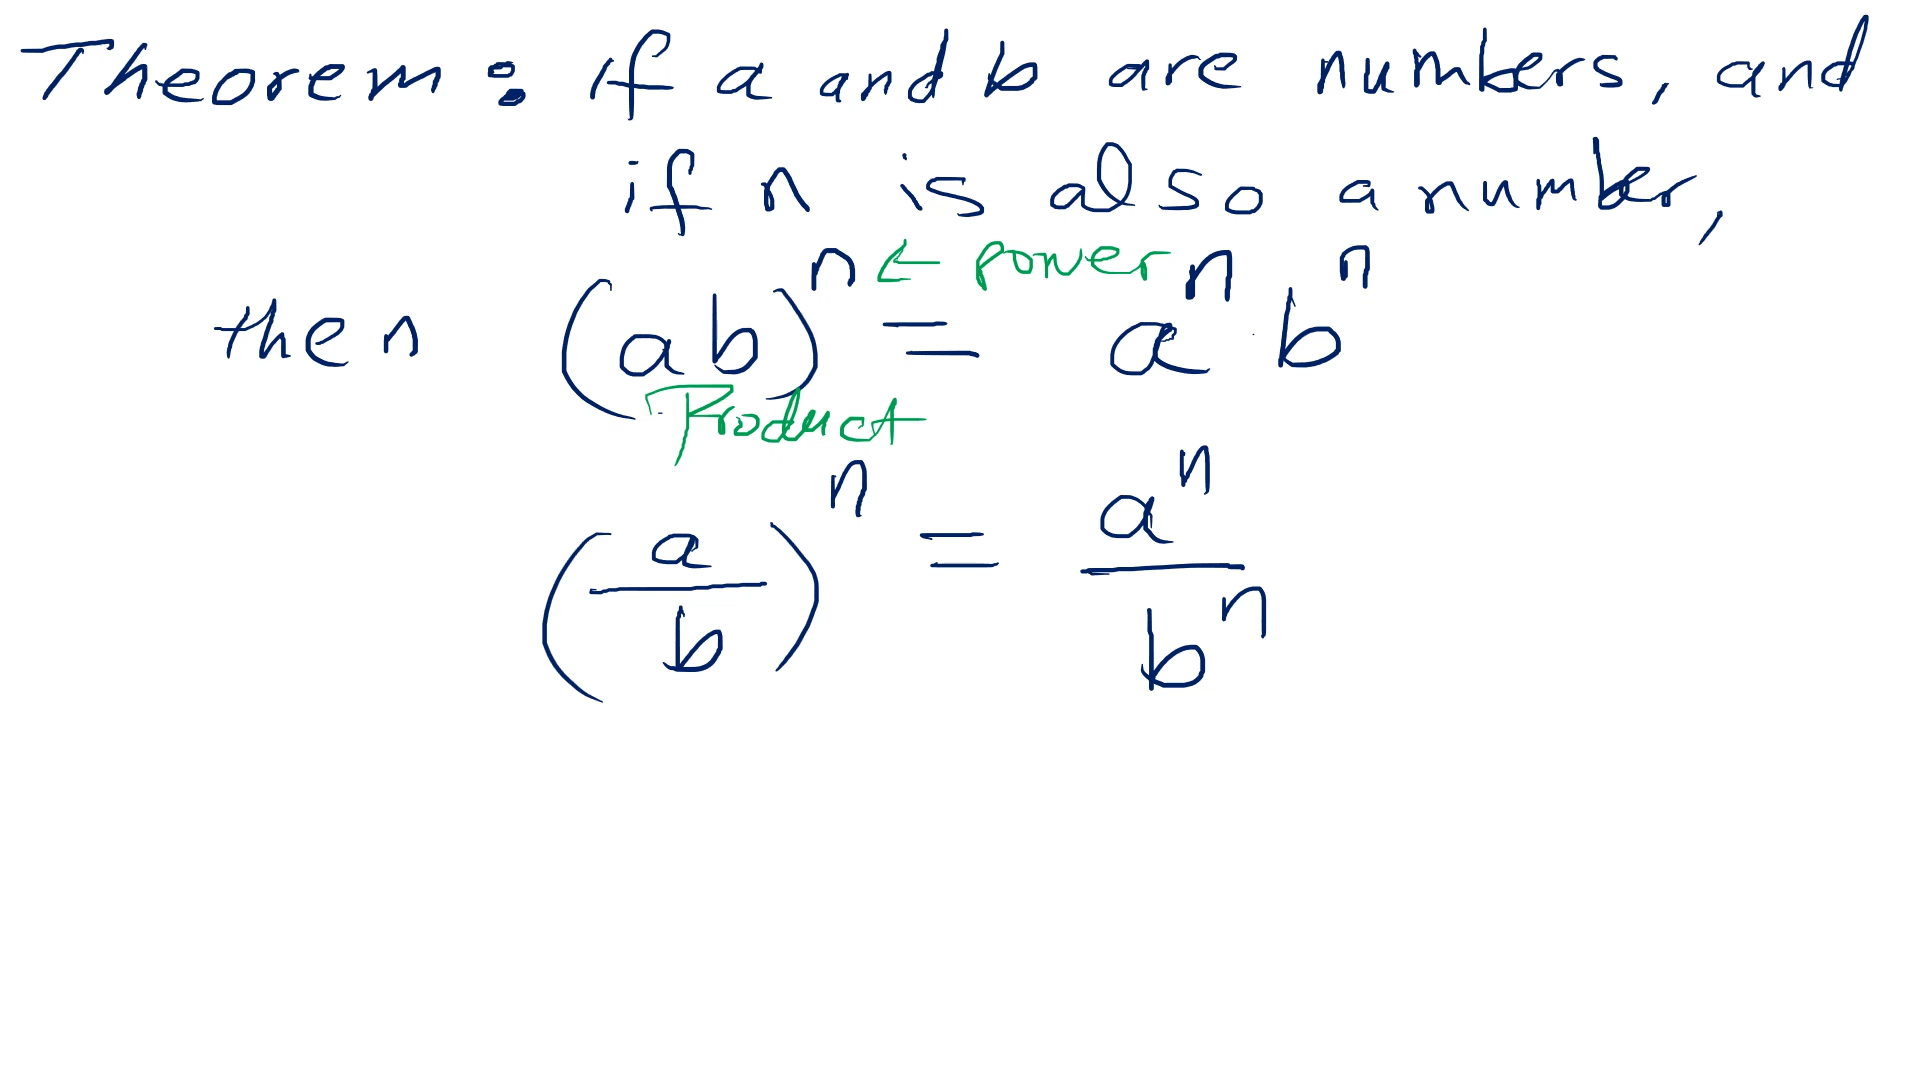 Theorem: if a and b are numbers, and
if n is also a number,
then (ab)^n = a^n b^n
← power
Product
(a/b)^n = a^n/b^n